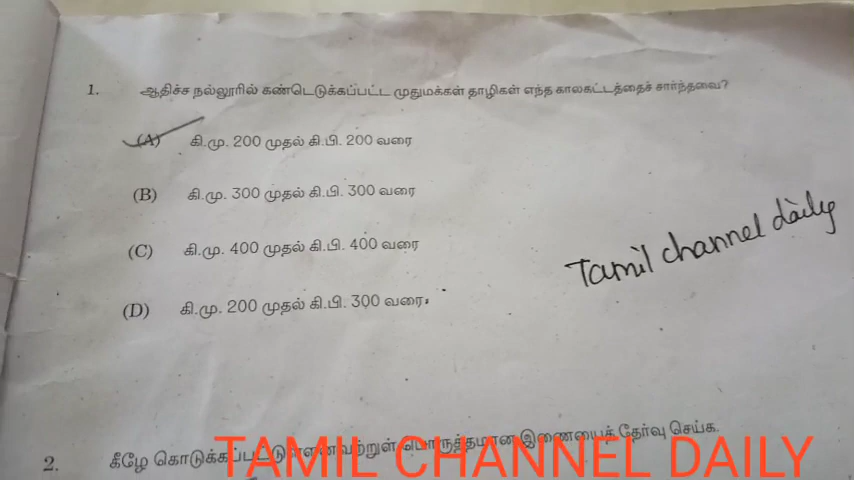 1. ஆதிச்ச நல்லூரில் கண்டெடுக்கப்பட்ட முதுமக்கள் தாழிகள் எந்த காலகட்டத்தைச் சார்ந்தவை?
(A) கி.மு. 200 முதல் கி.பி. 200 வரை
(B) கி.மு. 300 முதல் கி.பி. 300 வரை
(C) கி.மு. 400 முதல் கி.பி. 400 வரை
(D) கி.மு. 200 முதல் கி.பி. 300 வரை.
Tamil channel daily
2. கீழே கொடுக்கப்பட்டுள்ளனவற்றுள் பொருத்தமான இணையைத் தேர்வு செய்க.
TAMIL CHANNEL DAILY